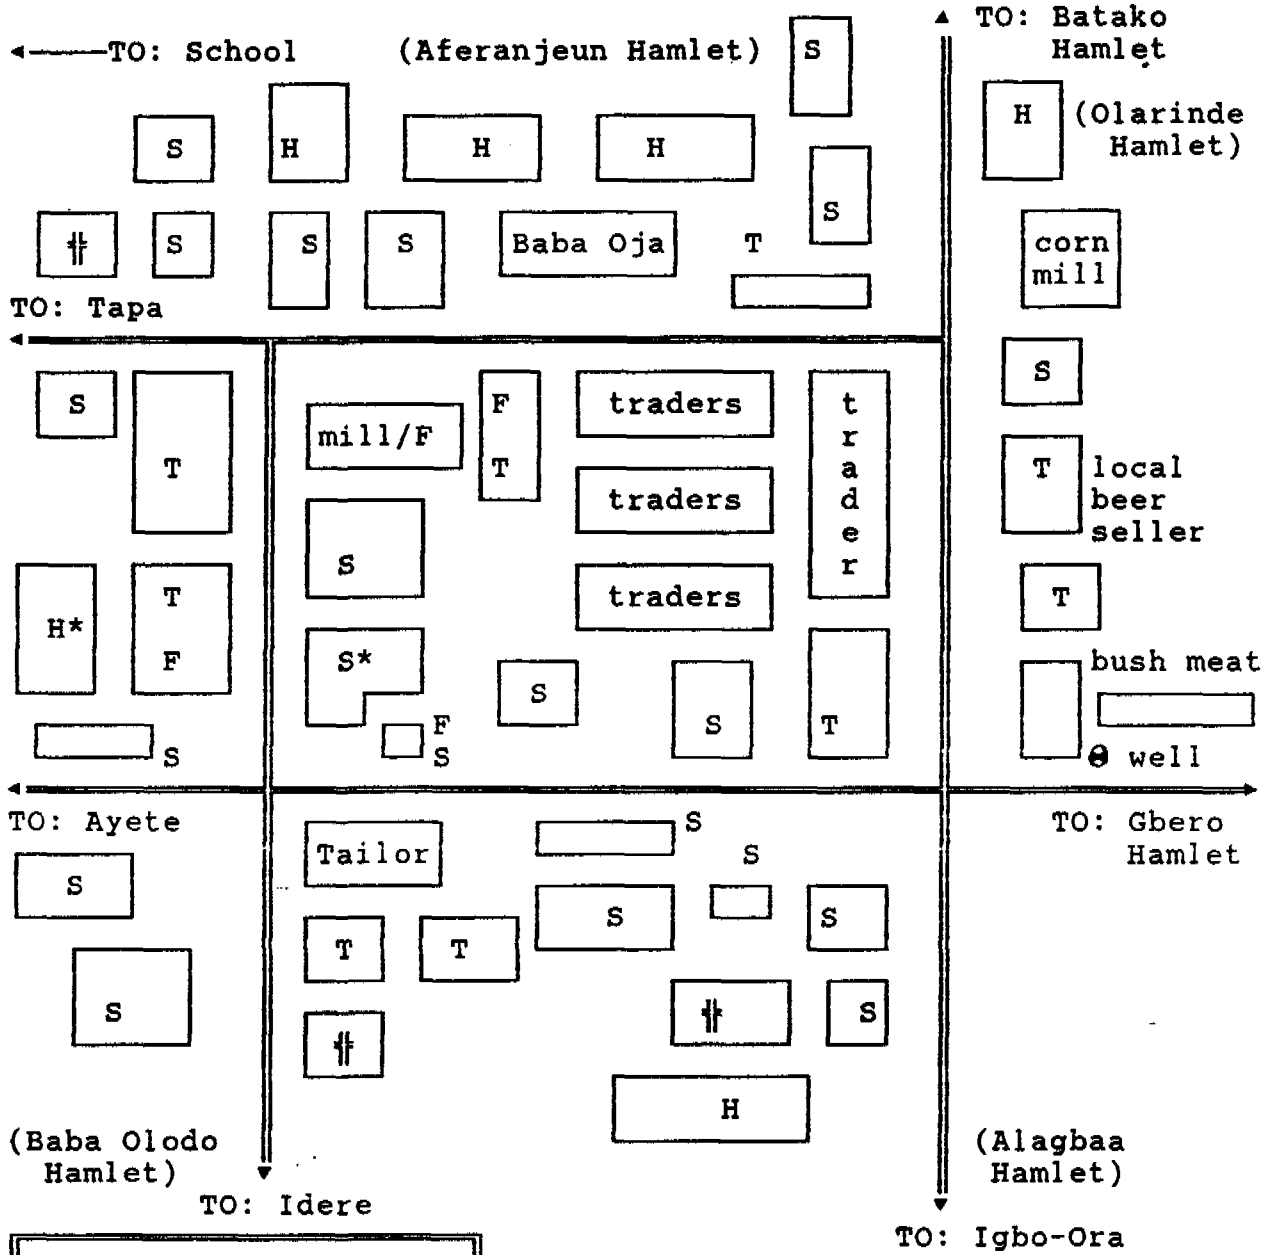 TO: Batako
Hamlet
TO: School (Aferanjeun Hamlet) S
H (Olarinde
Hamlet)
S H H H
S
╬ S S S Baba Oja T
corn
mill
TO: Tapa
S
S T
mill/F
F
T
traders
t
r
a
d
e
r
T local
beer
seller
traders
S
T
F
traders
T
H*
S*
bush meat
S S T
F
S
S
well
TO: Ayete
TO: Gbero
Hamlet
S
Tailor
S
S
S
S
T T
S
╬ S
╬
H
(Baba Olodo
Hamlet)
(Alagbaa
Hamlet)
TO: Idere
TO: Igbo-Ora